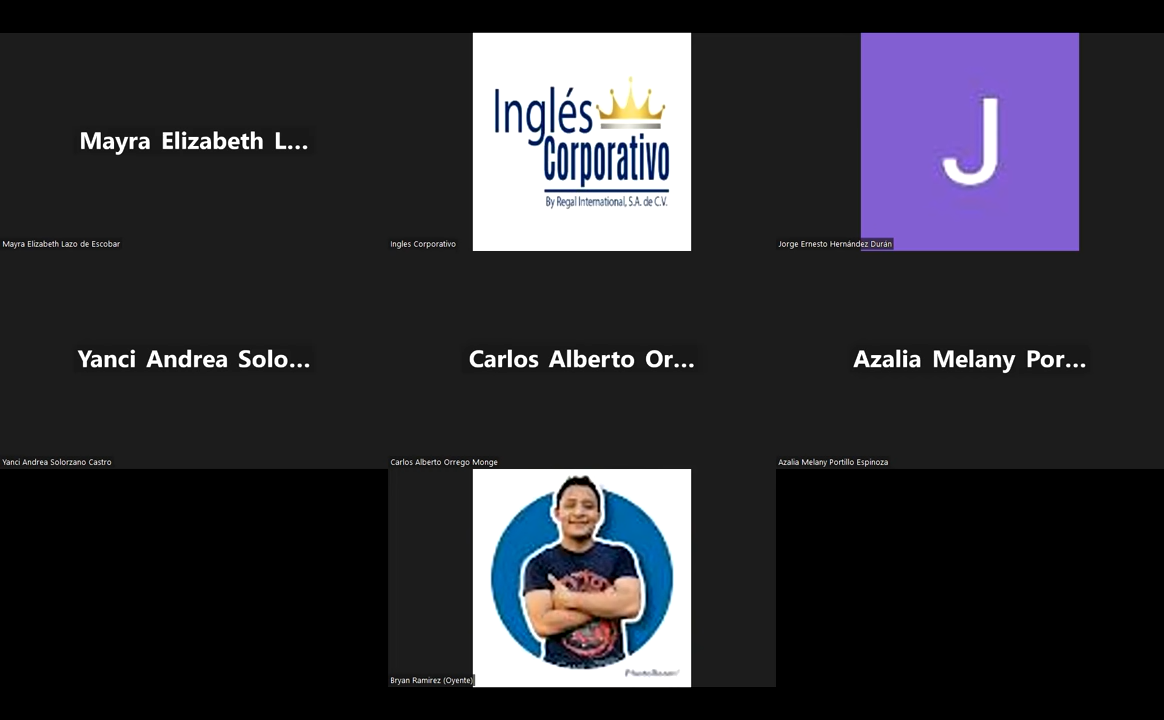 Mayra Elizabeth L...
Mayra Elizabeth Lazo de Escobar
Inglés
Corporativo
By Regal International, S.A. de C.V.
Ingles Corporativo
J
Jorge Ernesto Hernández Durán
Yanci Andrea Solo...
Yanci Andrea Solorzano Castro
Carlos Alberto Or...
Carlos Alberto Orrego Monge
Azalia Melany Por...
Azalia Melany Portillo Espinoza
PhotoRoom
Bryan Ramirez (Oyente)